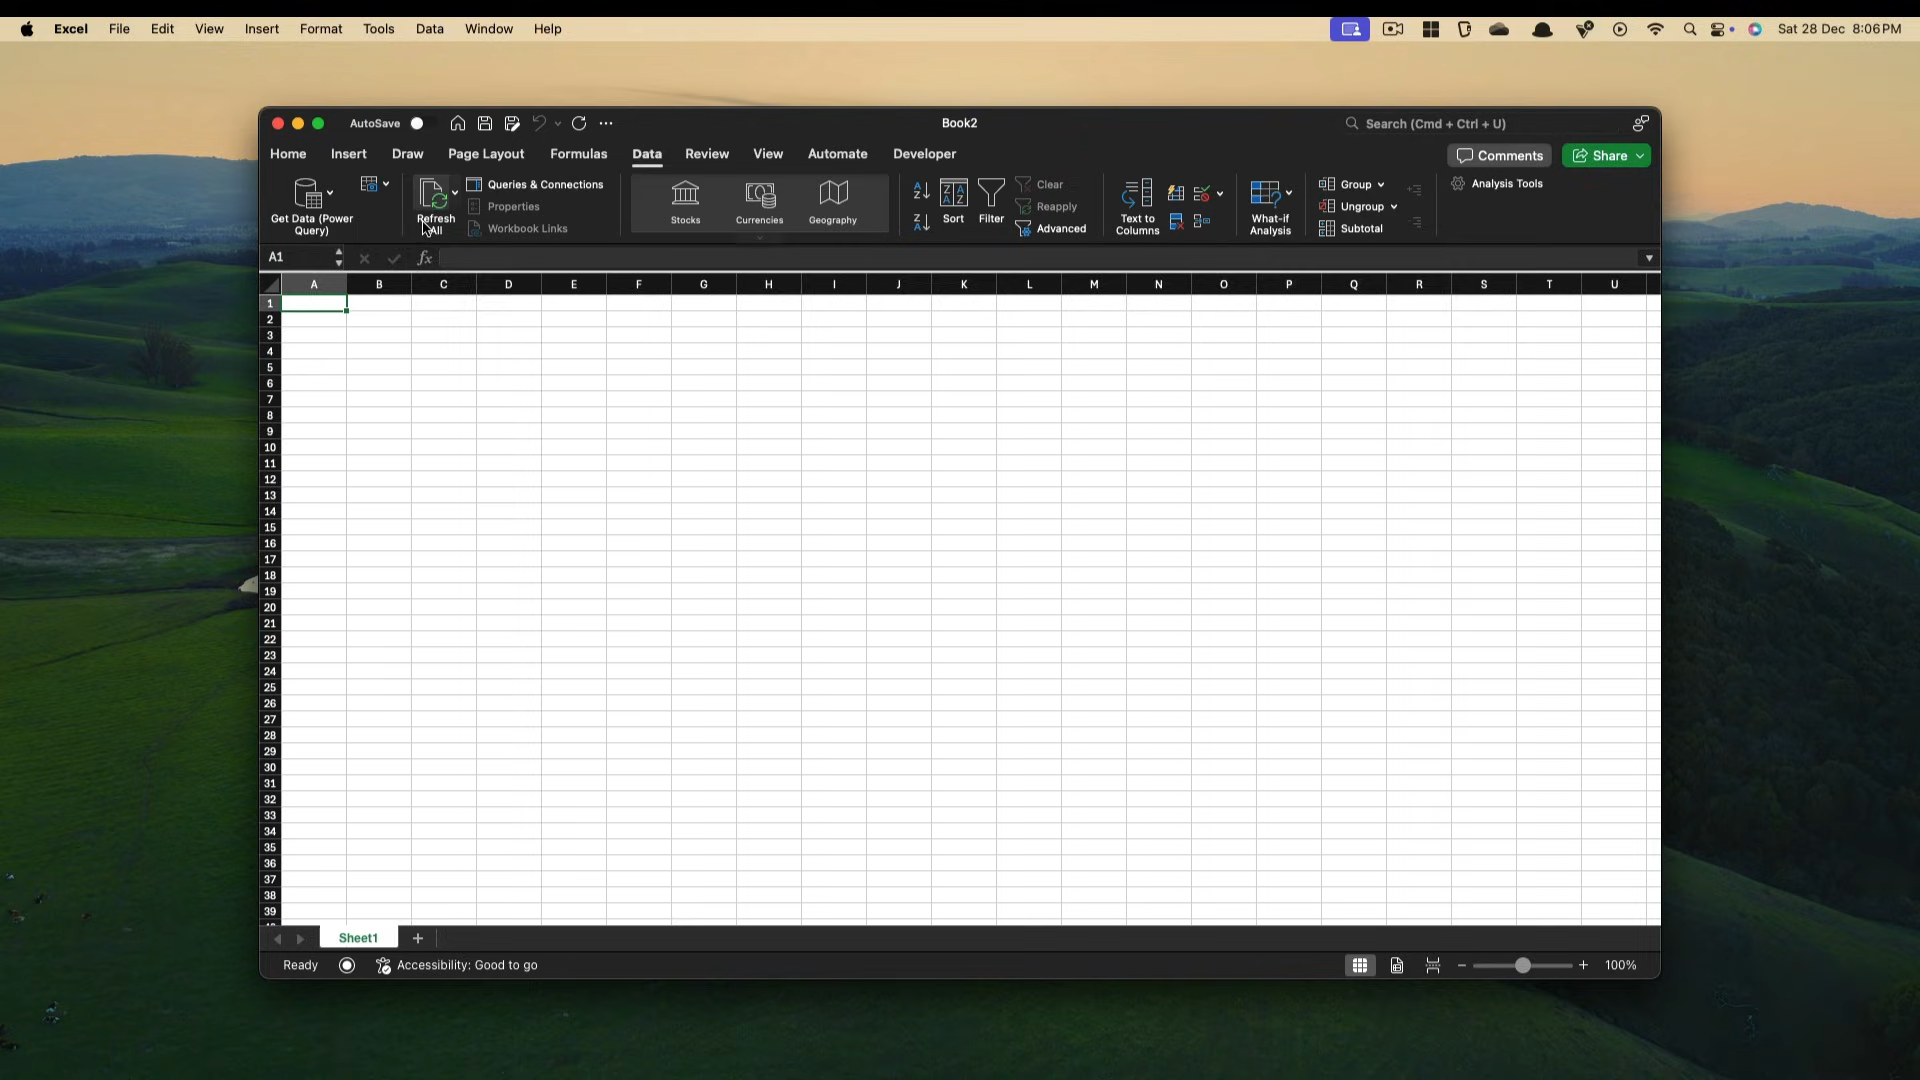 Excel File Edit View Insert Format Tools Data Window Help Sat 28 Dec 8:06 PM
AutoSave Book2 Search (Cmd + Ctrl + U)
Home Insert Draw Page Layout Formulas Data Review View Automate Developer Comments Share
Get Data (Power Query)
Refresh All
Queries & Connections
Properties
Workbook Links
Stocks Currencies Geography
Sort
Filter
Clear
Reapply
Advanced
Text to Columns
What-if Analysis
Group
Ungroup
Subtotal
Analysis Tools
A1 fx
A B C D E F G H I J K L M N O P Q R S T U
1
2
3
4
5
6
7
8
9
10
11
12
13
14
15
16
17
18
19
20
21
22
23
24
25
26
27
28
29
30
31
32
33
34
35
36
37
38
39
Sheet1 +
Ready Accessibility: Good to go 100%